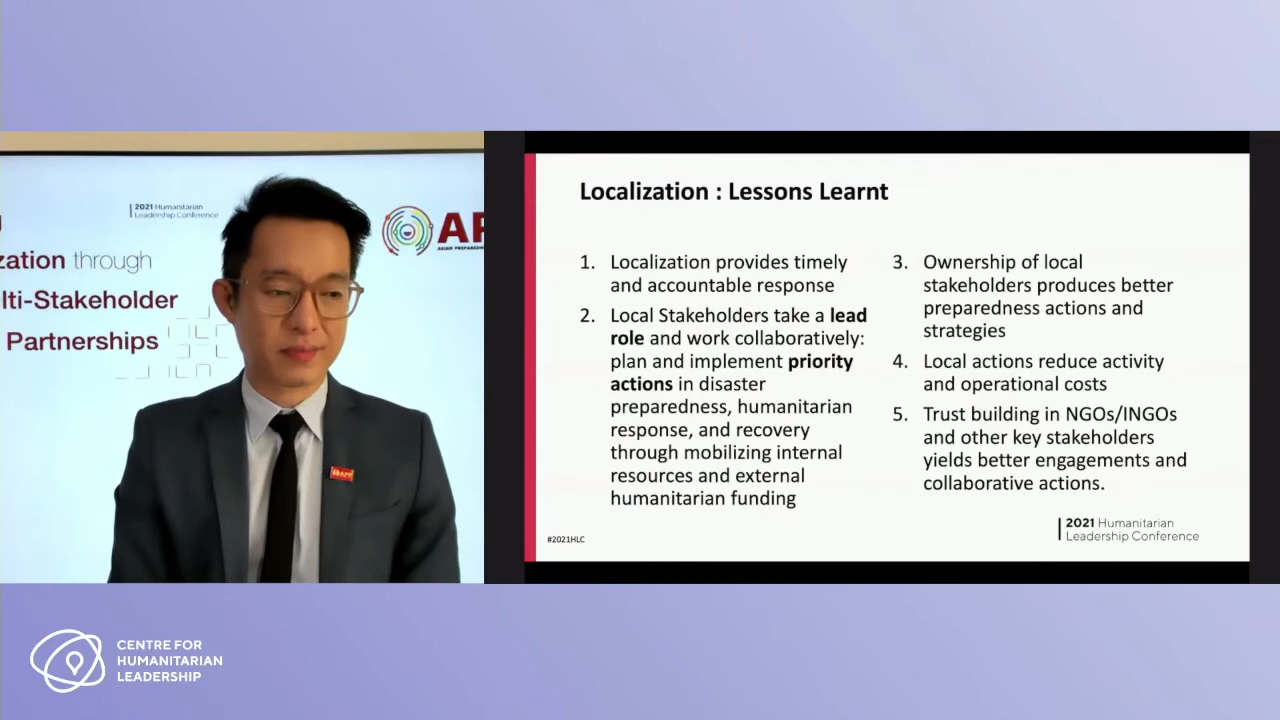 2021 Humanitarian
Leadership Conference
zation through
lti-Stakeholder
Partnerships
Localization : Lessons Learnt
1. Localization provides timely
and accountable response
2. Local Stakeholders take a lead
role and work collaboratively:
plan and implement priority
actions in disaster
preparedness, humanitarian
response, and recovery
through mobilizing internal
resources and external
humanitarian funding
3. Ownership of local
stakeholders produces better
preparedness actions and
strategies
4. Local actions reduce activity
and operational costs
5. Trust building in NGOs/INGOs
and other key stakeholders
yields better engagements and
collaborative actions.
#2021HLC
2021 Humanitarian
Leadership Conference
CENTRE FOR
HUMANITARIAN
LEADERSHIP